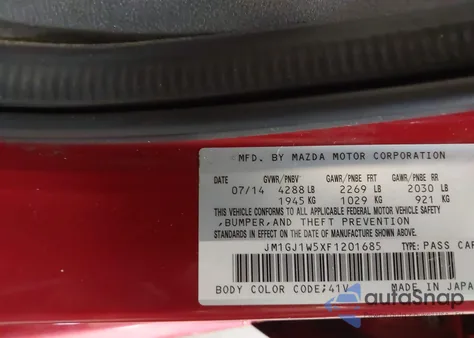 MFD. BY MAZDA MOTOR CORPORATION
DATE GVWR/PNBV GAWR/PNBE FRT GAWR/PNBE RR
07/14 4288 LB 2269 LB 2030 LB
1945 KG 1029 KG 921 KG
THIS VEHICLE CONFORMS TO ALL APPLICABLE FEDERAL MOTOR VEHICLE SAFETY
,BUMPER,AND THEFT PREVENTION
STANDARDS IN EFFECT ON THE DATE OF MANUFACTURE SHOWN ABOVE.
JM1GJ1W5XF1201685 TYPE: PASS CAR
BODY COLOR CODE;41V MADE IN JAPA
autoSnap